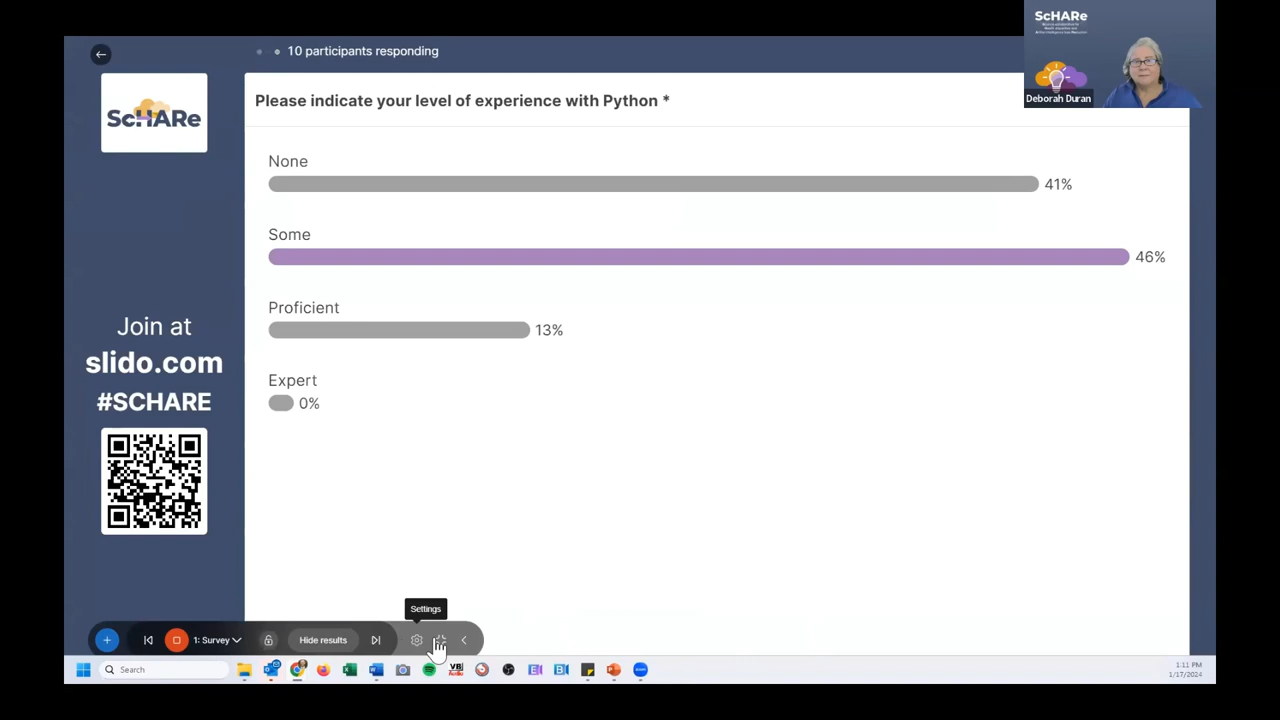 10 participants responding
ScHARe
Please indicate your level of experience with Python *
Deborah Duran
ScHARe
None
41%
Some
46%
Proficient
13%
Expert
0%
Join at
slido.com
#SCHARE
Settings
1: Survey
Hide results
Search
VB
Audio
1:11 PM
1/17/2024